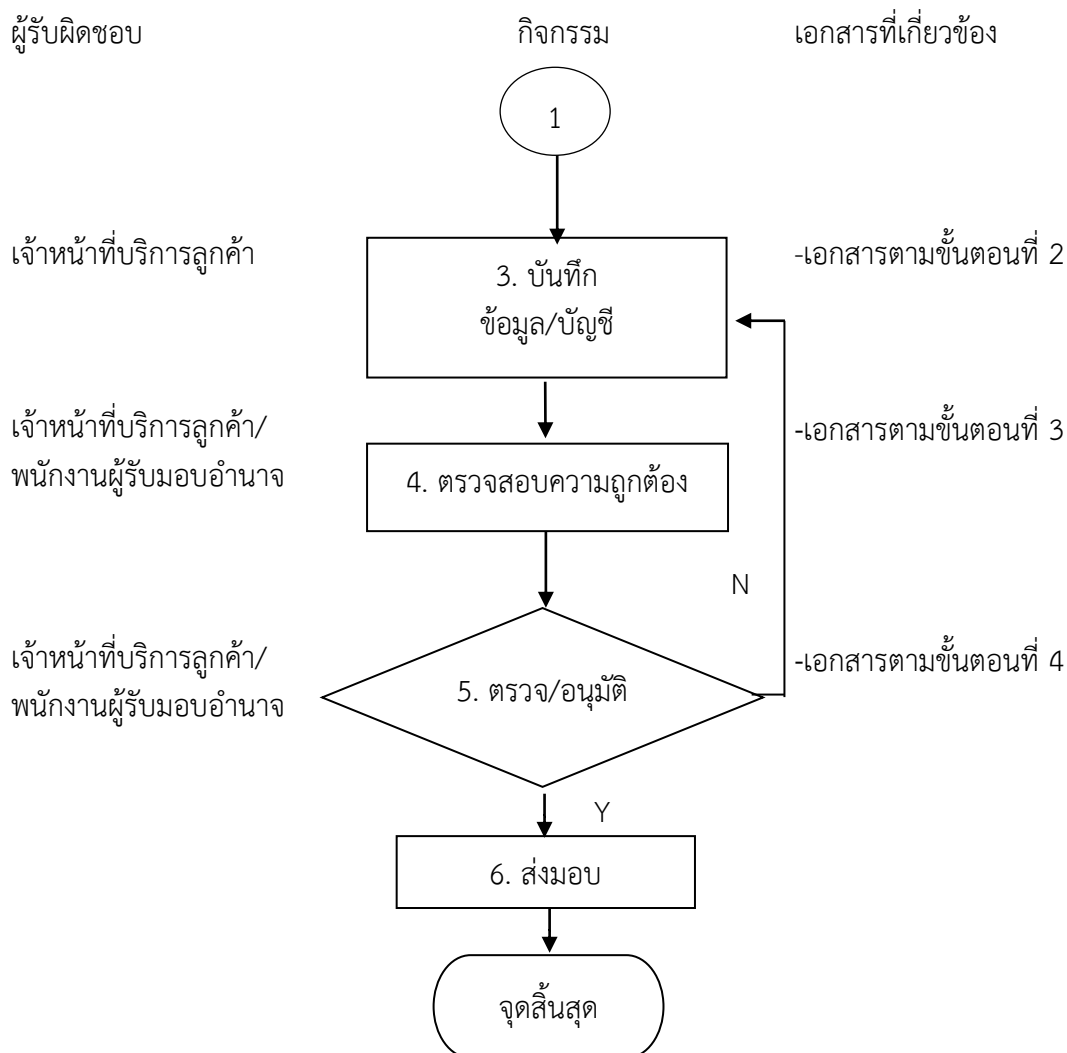 ผู้รับผิดชอบ กิจกรรม เอกสารที่เกี่ยวข้อง
1
เจ้าหน้าที่บริการลูกค้า 3. บันทึก -เอกสารตามขั้นตอนที่ 2
ข้อมูล/บัญชี
เจ้าหน้าที่บริการลูกค้า/ -เอกสารตามขั้นตอนที่ 3
พนักงานผู้รับมอบอำนาจ 4. ตรวจสอบความถูกต้อง
N
เจ้าหน้าที่บริการลูกค้า/ -เอกสารตามขั้นตอนที่ 4
พนักงานผู้รับมอบอำนาจ 5. ตรวจ/อนุมัติ
Y
6. ส่งมอบ
จุดสิ้นสุด